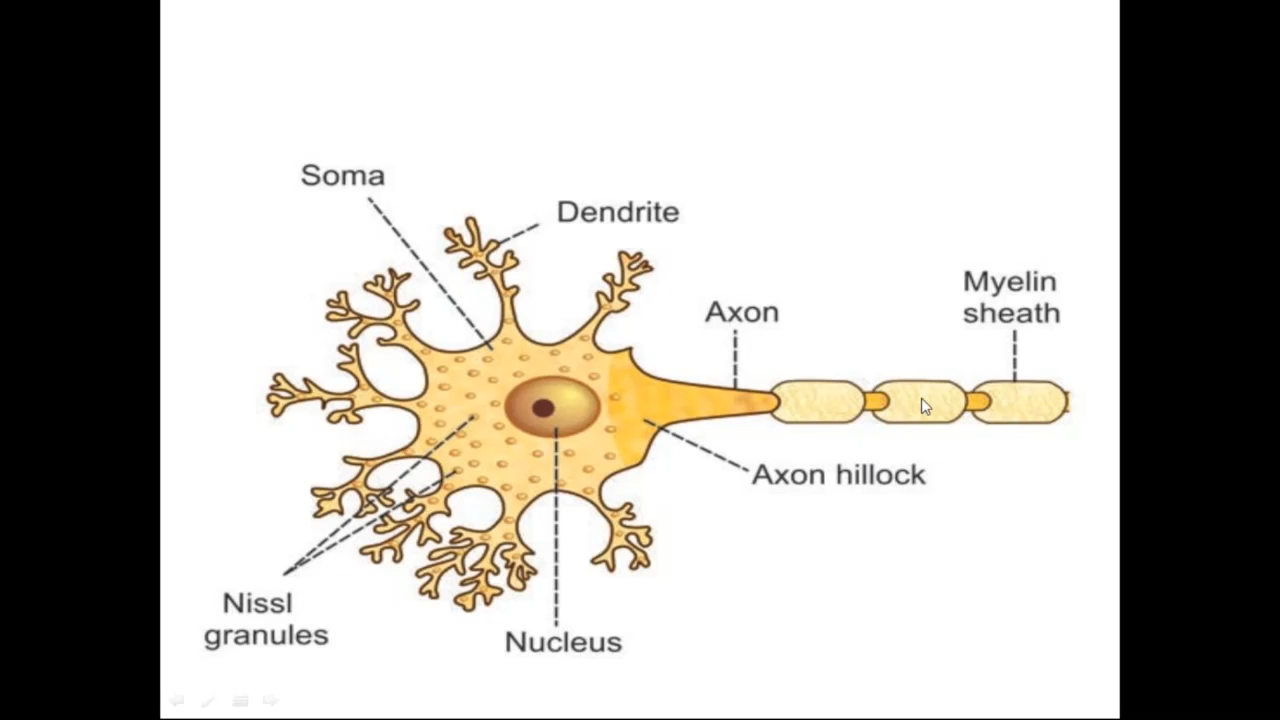 Soma
Dendrite
Axon
Myelin
sheath
Axon hillock
Nissl
granules
Nucleus